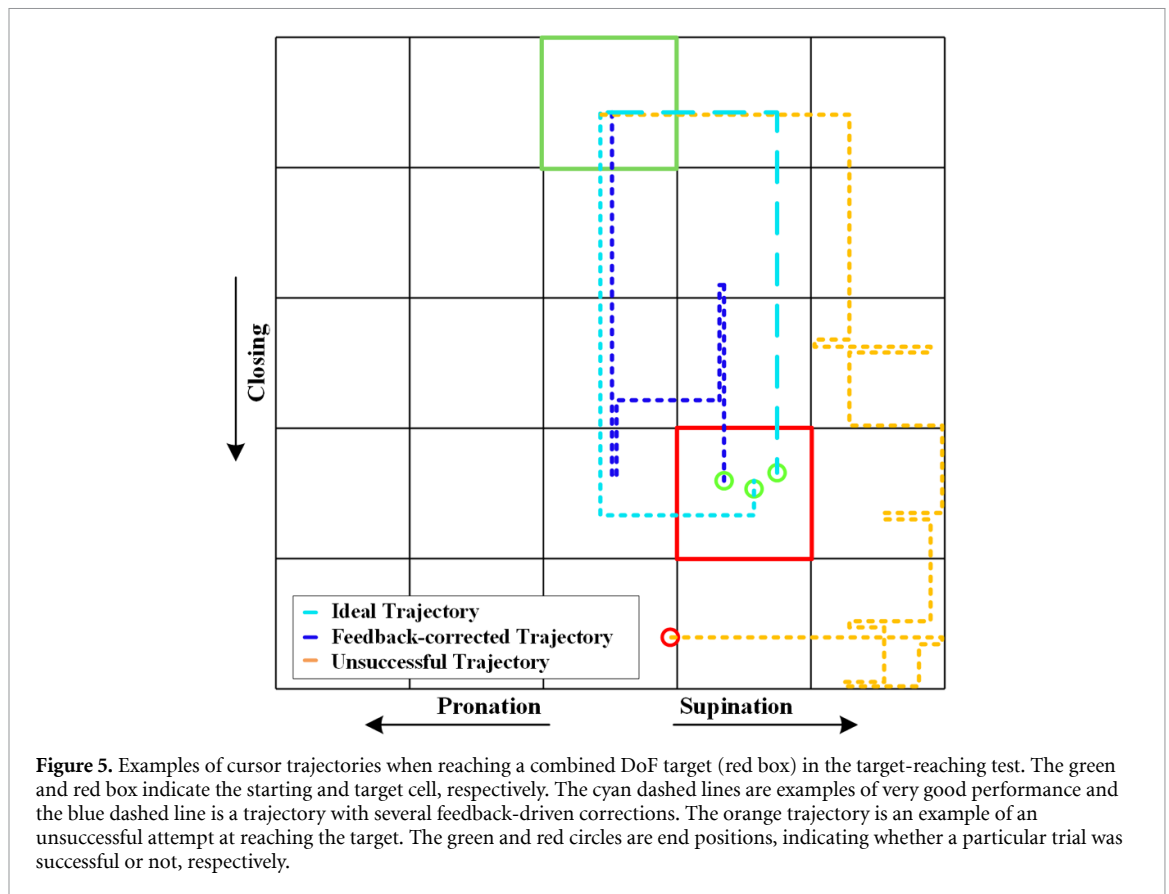 Closing
Ideal Trajectory
Feedback-corrected Trajectory
Unsuccessful Trajectory
Pronation
Supination
Figure 5. Examples of cursor trajectories when reaching a combined DoF target (red box) in the target-reaching test. The green
and red box indicate the starting and target cell, respectively. The cyan dashed lines are examples of very good performance and
the blue dashed line is a trajectory with several feedback-driven corrections. The orange trajectory is an example of an
unsuccessful attempt at reaching the target. The green and red circles are end positions, indicating whether a particular trial was
successful or not, respectively.